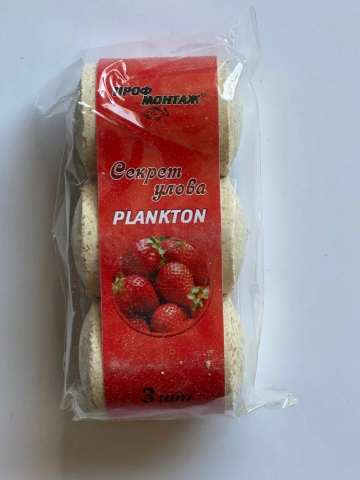 ПРОФ
МОНТАЖ®
Секрет
улова
PLANKTON
3 шт